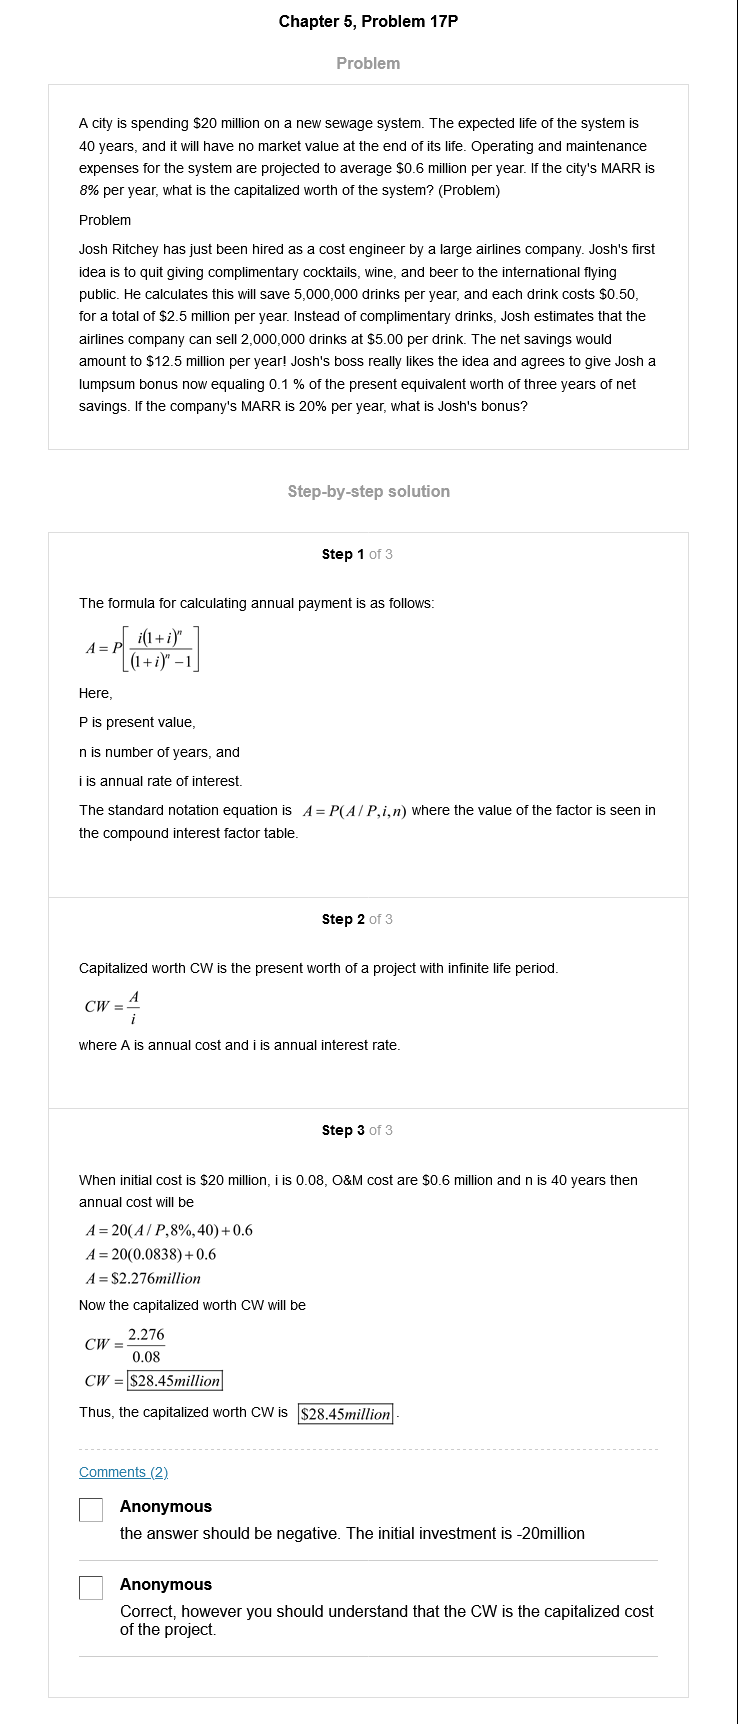 Chapter 5, Problem 17P
Problem
A city is spending $20 million on a new sewage system. The expected life of the system is
40 years, and it will have no market value at the end of its life. Operating and maintenance
expenses for the system are projected to average $0.6 million per year. If the city's MARR is
8% per year, what is the capitalized worth of the system? (Problem)
Problem
Josh Ritchey has just been hired as a cost engineer by a large airlines company. Josh's first
idea is to quit giving complimentary cocktails, wine, and beer to the international flying
public. He calculates this will save 5,000,000 drinks per year, and each drink costs $0.50,
for a total of $2.5 million per year. Instead of complimentary drinks, Josh estimates that the
airlines company can sell 2,000,000 drinks at $5.00 per drink. The net savings would
amount to $12.5 million per year! Josh's boss really likes the idea and agrees to give Josh a
lumpsum bonus now equaling 0.1 % of the present equivalent worth of three years of net
savings. If the company's MARR is 20% per year, what is Josh's bonus?
Step-by-step solution
Step 1 of 3
The formula for calculating annual payment is as follows:
A = P[i(1+i)^n / (1+i)^n − 1]
Here,
P is present value,
n is number of years, and
i is annual rate of interest.
The standard notation equation is A = P(A / P,i,n) where the value of the factor is seen in
the compound interest factor table.
Step 2 of 3
Capitalized worth CW is the present worth of a project with infinite life period.
CW = A / i
where A is annual cost and i is annual interest rate.
Step 3 of 3
When initial cost is $20 million, i is 0.08, O&M cost are $0.6 million and n is 40 years then
annual cost will be
A = 20(A / P,8%,40)+0.6
A = 20(0.0838)+0.6
A = $2.276million
Now the capitalized worth CW will be
CW = 2.276 / 0.08
CW = $28.45million
Thus, the capitalized worth CW is $28.45million.
Comments (2)
Anonymous
the answer should be negative. The initial investment is -20million
Anonymous
Correct, however you should understand that the CW is the capitalized cost
of the project.